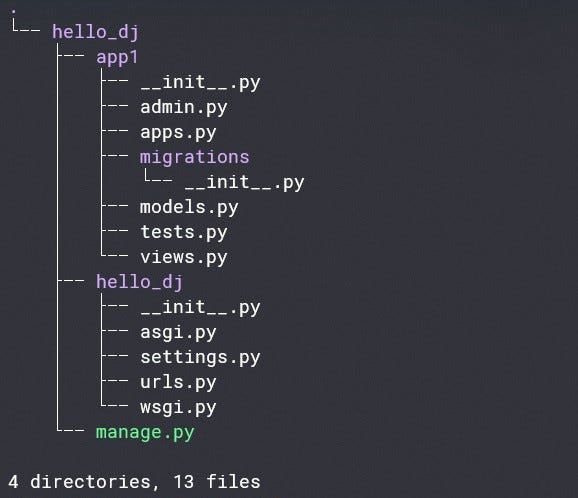 .
└── hello_dj
    ├── app1
    │   ├── __init__.py
    │   ├── admin.py
    │   ├── apps.py
    │   ├── migrations
    │   │   └── __init__.py
    │   ├── models.py
    │   ├── tests.py
    │   └── views.py
    ├── hello_dj
    │   ├── __init__.py
    │   ├── asgi.py
    │   ├── settings.py
    │   ├── urls.py
    │   └── wsgi.py
    └── manage.py
4 directories, 13 files